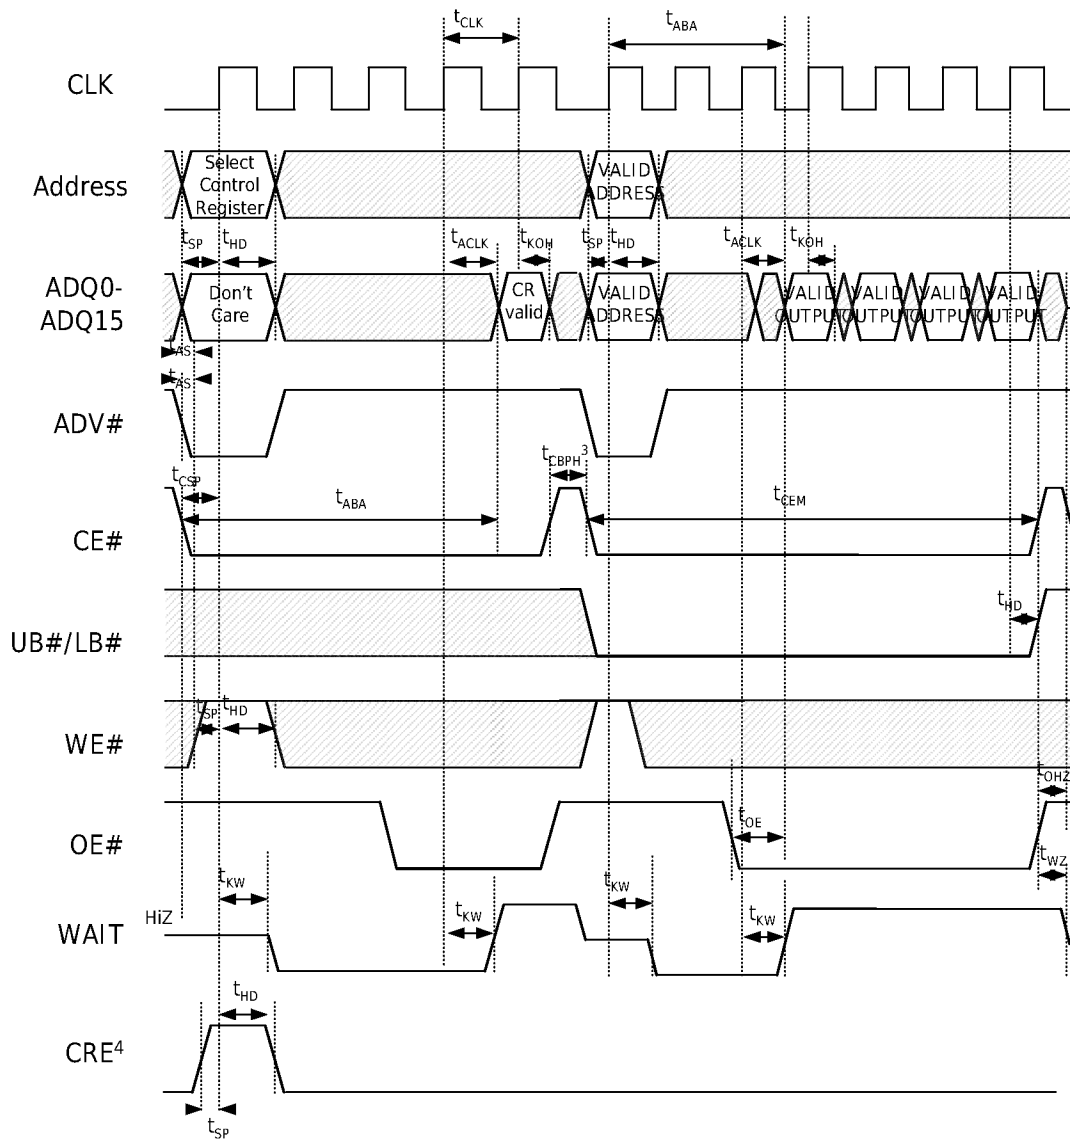 tCLK
tABA
CLK
Address
Select
Control
Register
VALID
ADDRESS
tSP
tHD
tACLK
tKOH
tSP
tHD
tACLK
tKOH
ADQ0-
ADQ15
Don't
Care
CR
valid
VALID
ADDRESS
VALID
OUTPUT
VALID
OUTPUT
VALID
OUTPUT
VALID
OUTPUT
tAS
tAS
ADV#
tCSP
tABA
tCBPH3
tCEM
CE#
UB#/LB#
tHD
tSP
tHD
WE#
tOHZ
OE#
tOE
tWZ
tKW
tKW
tKW
tKW
HiZ
WAIT
tHD
CRE4
tSP